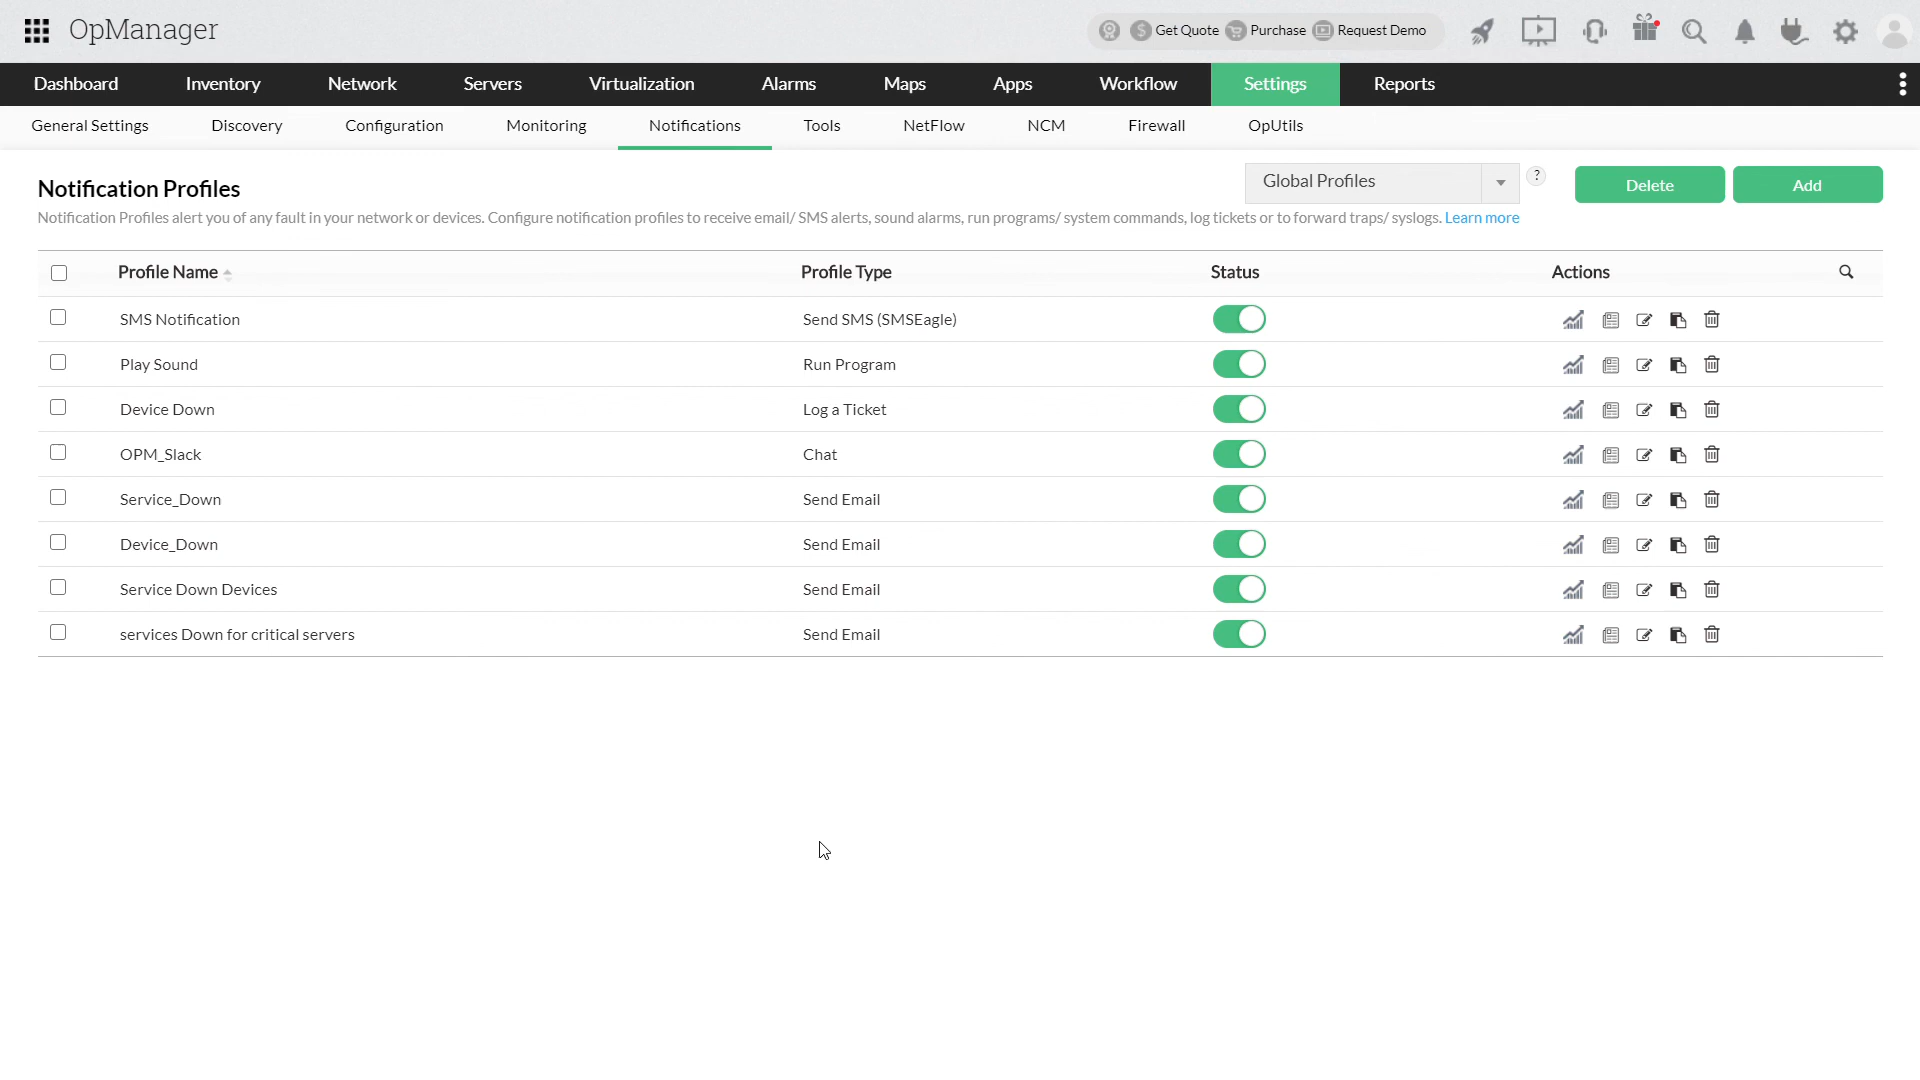 OpManager
Get Quote Purchase Request Demo
Dashboard Inventory Network Servers Virtualization Alarms Maps Apps Workflow Settings Reports
General Settings Discovery Configuration Monitoring Notifications Tools NetFlow NCM Firewall OpUtils
Notification Profiles
Global Profiles ? Delete Add
Notification Profiles alert you of any fault in your network or devices. Configure notification profiles to receive email/ SMS alerts, sound alarms, run programs/ system commands, log tickets or to forward traps/ syslogs. Learn more
Profile Name Profile Type Status Actions
SMS Notification Send SMS (SMSEagle)
Play Sound Run Program
Device Down Log a Ticket
OPM_Slack Chat
Service_Down Send Email
Device_Down Send Email
Service Down Devices Send Email
services Down for critical servers Send Email